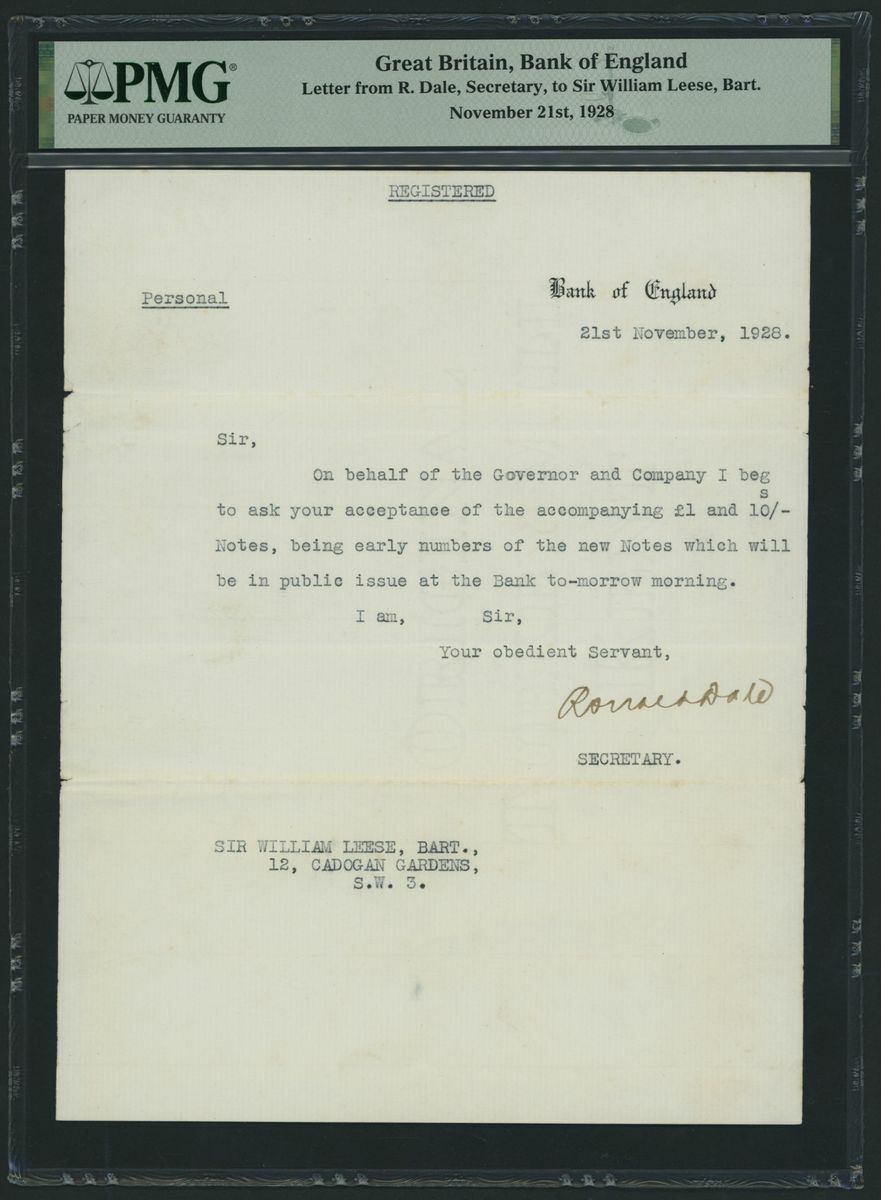 PMG®
PAPER MONEY GUARANTY
Great Britain, Bank of England
Letter from R. Dale, Secretary, to Sir William Leese, Bart.
November 21st, 1928
REGISTERED
Personal
Bank of England
21st November, 1928.
Sir,
On behalf of the Governor and Company I beg
to ask your acceptance of the accompanying £1 and 10s/-
Notes, being early numbers of the new Notes which will
be in public issue at the Bank to-morrow morning.
I am, Sir,
Your obedient Servant,
Ronald Dale
SECRETARY.
SIR WILLIAM LEESE, BART.,
12, CADOGAN GARDENS,
S.W. 3.